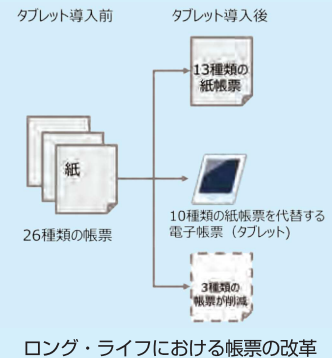 タブレット導入前
タブレット導入後
13種類の
紙帳票
紙
26種類の帳票
10種類の紙帳票を代替する
電子帳票（タブレット)
3種類の
帳票が削減
ロング・ライフにおける帳票の改革